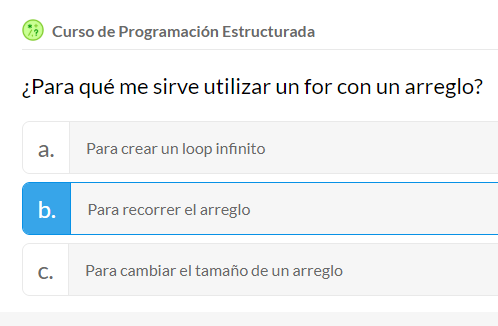 Curso de Programación Estructurada
¿Para qué me sirve utilizar un for con un arreglo?
a. Para crear un loop infinito
b. Para recorrer el arreglo
c. Para cambiar el tamaño de un arreglo